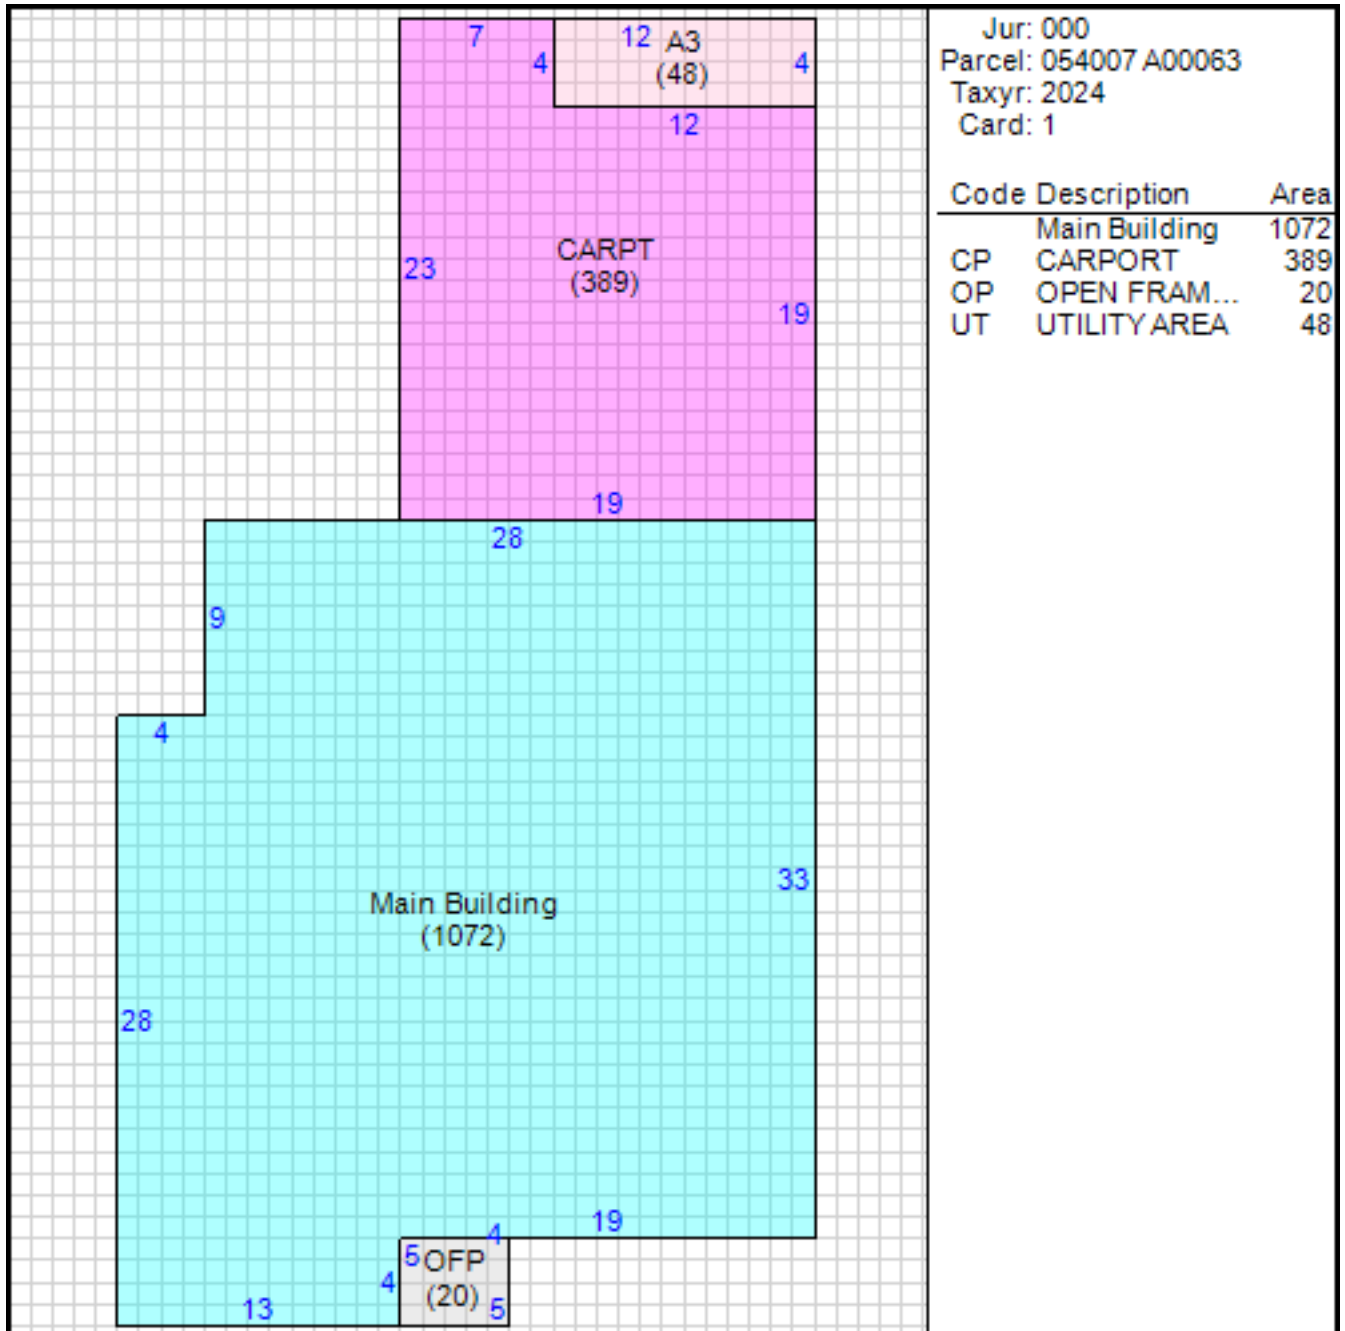 7
12
A3
(48)
4
4
12
CARPT
(389)
23
19
19
28
9
4
33
Main Building
(1072)
28
19
4
5
OFP
(20)
4
5
13
Jur: 000
Parcel: 054007 A00063
Taxyr: 2024
Card: 1
Code Description Area
Main Building 1072
CP CARPORT 389
OP OPEN FRAM... 20
UT UTILITY AREA 48